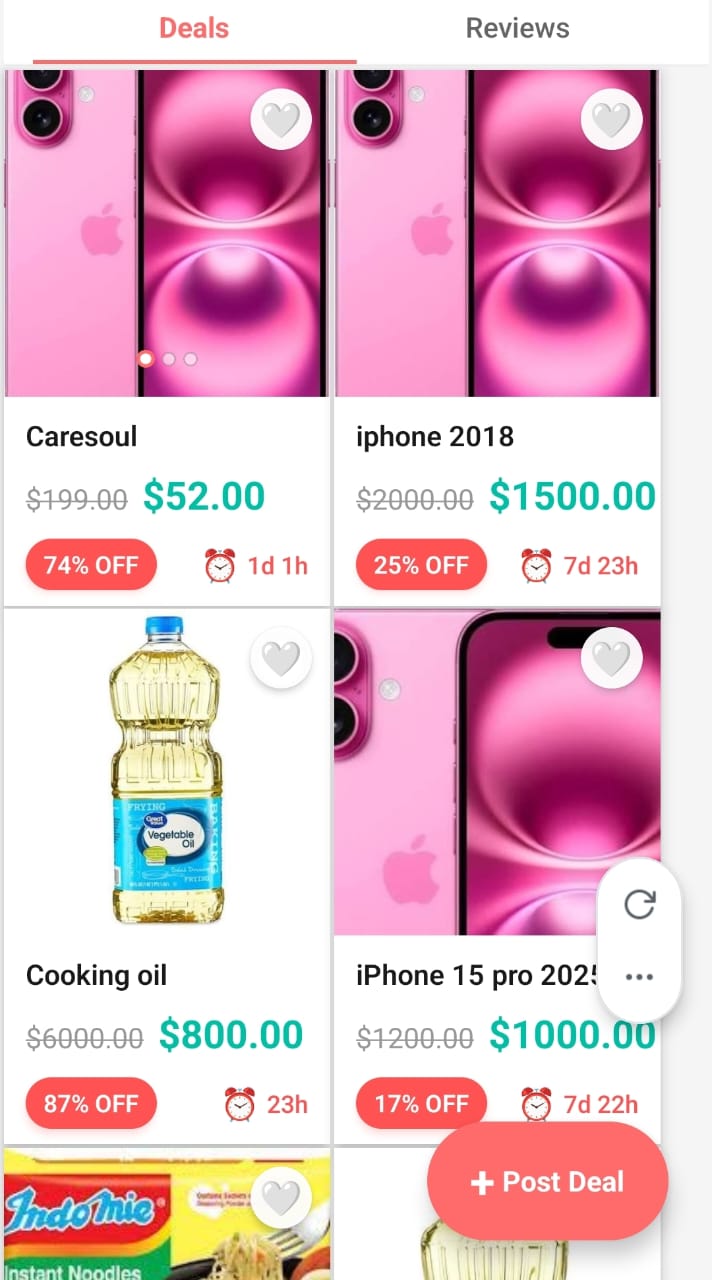 Deals
Reviews
Caresoul
$199.00 $52.00
74% OFF
1d 1h
iphone 2018
$2000.00 $1500.00
25% OFF
7d 23h
FRYING
BAKING
Great Value
Vegetable
Oil
FRYING
Cooking oil
$6000.00 $800.00
87% OFF
23h
iPhone 15 pro 2025
$1200.00 $1000.00
17% OFF
7d 22h
Indomie
Instant Noodles
+ Post Deal